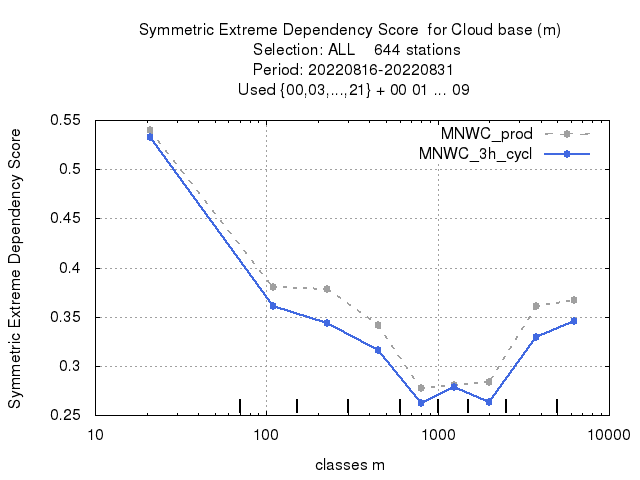 Symmetric Extreme Dependency Score  for Cloud base (m)
Selection: ALL    644 stations
Period: 20220816-20220831
Used {00,03,...,21} + 00 01 ... 09
Symmetric Extreme Dependency Score
0.55
0.5
0.45
0.4
0.35
0.3
0.25
MNWC_prod
MNWC_3h_cycl
10
100
1000
10000
classes m